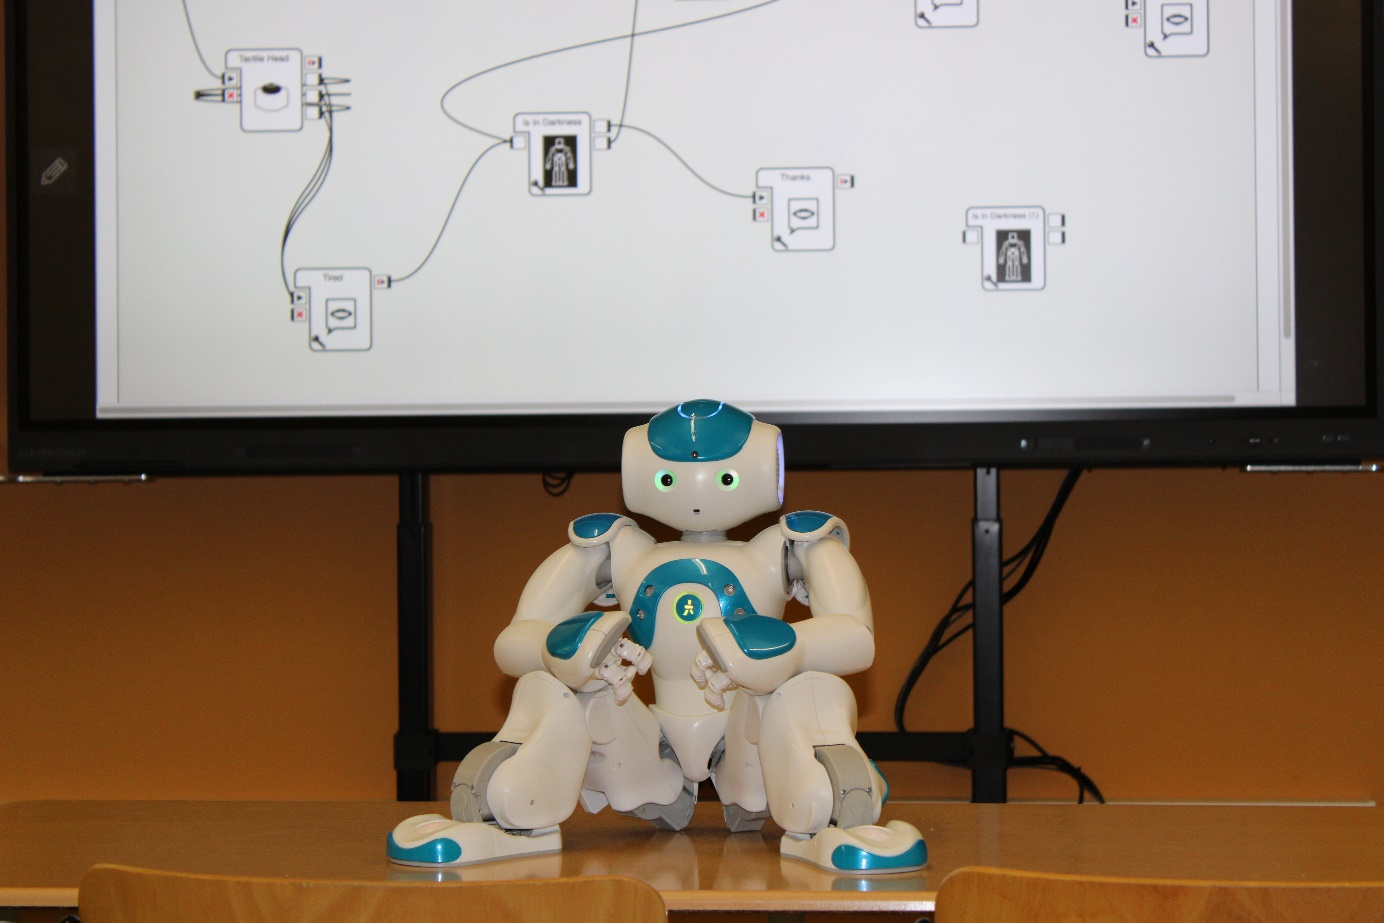 Tactile Head
Is In Darkness
Thanks
Is In Darkness (1)
Tired